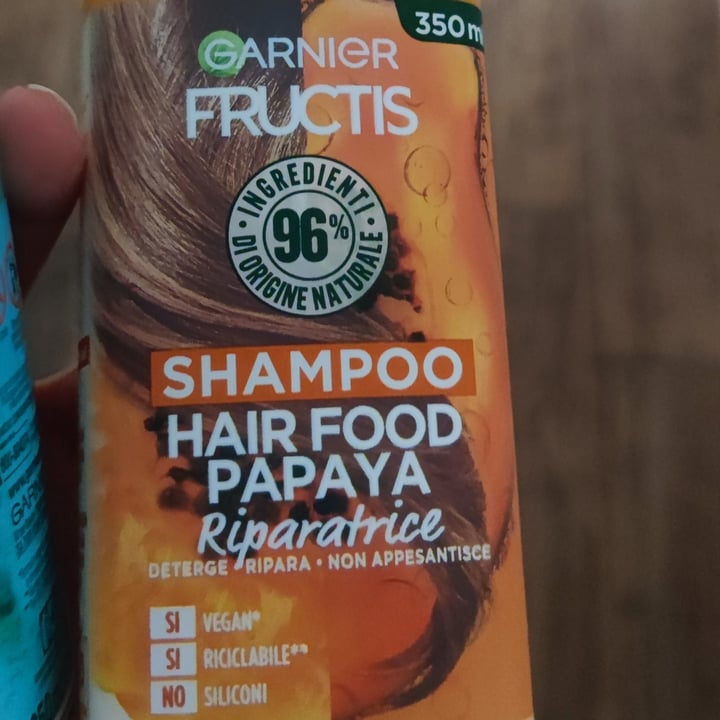 350 m
GARNIER
FRUCTIS
INGREDIENTI
96%
DI ORIGINE NATURALE
SHAMPOO
HAIR FOOD
PAPAYA
Riparatrice
DETERGE • RIPARA • NON APPESANTISCE
SI VEGAN*
SI RICICLABILE**
NO SILICONI